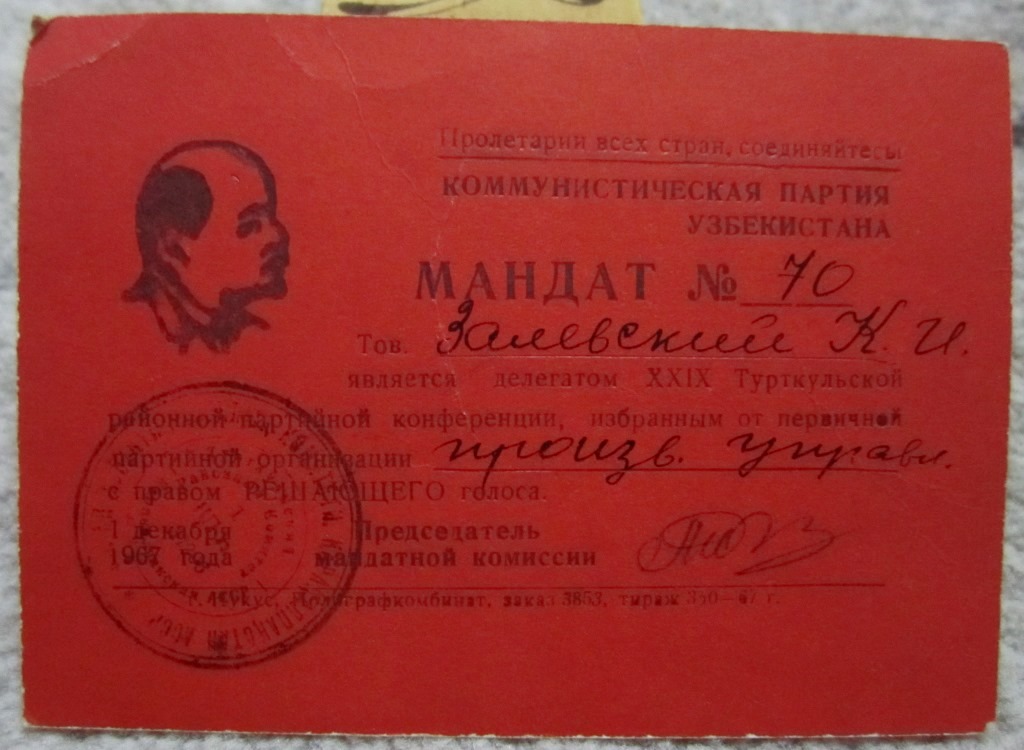 Пролетарии всех стран, соединяйтесь
КОММУНИСТИЧЕСКАЯ ПАРТИЯ
УЗБЕКИСТАНА
МАНДАТ № 70
Тов. Залевский К. И.
является делегатом XXIX Турткульской
районной партийной конференции, избранным от первичной
партийной организации произв. управл.
с правом РЕШАЮЩЕГО голоса.
1 декабря Председатель
1967 года мандатной комиссии
г. Нукус, Полиграфкомбинат, заказ 3853, тираж 350—67 г.